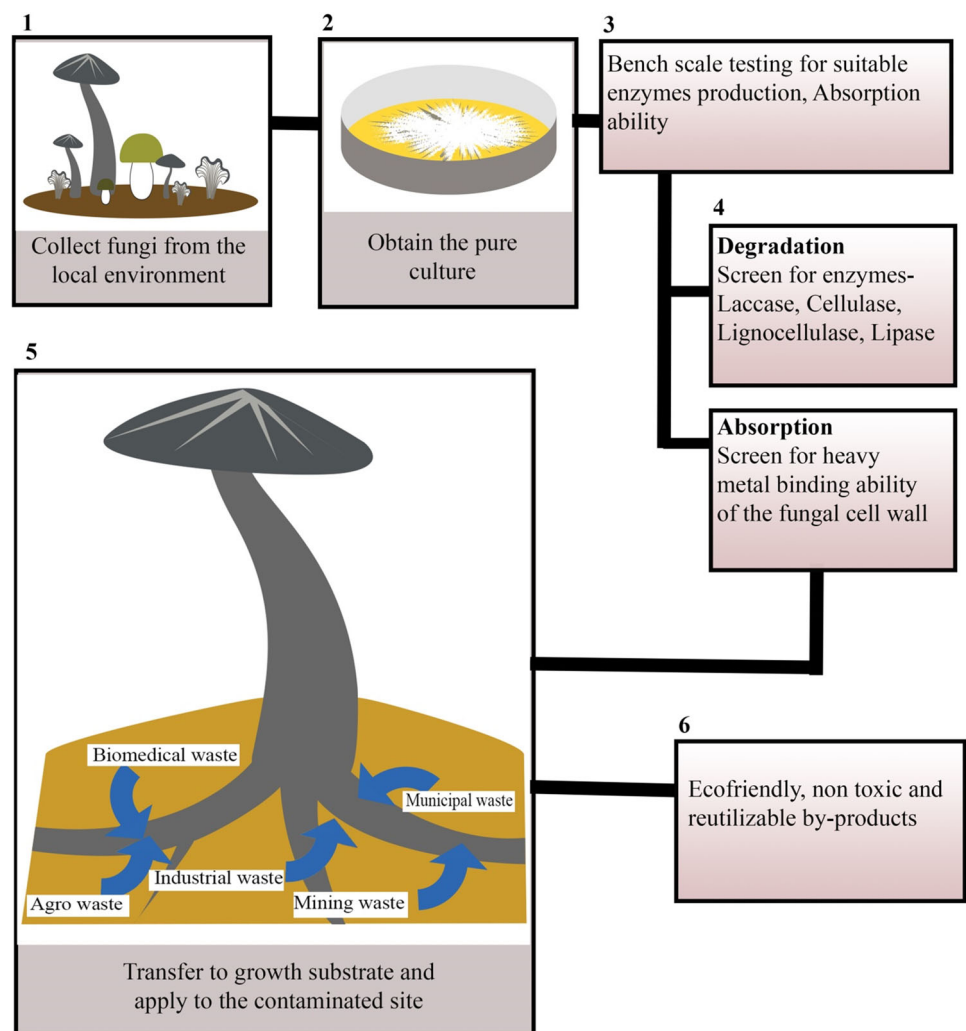 1
Collect fungi from the
local environment
2
Obtain the pure
culture
3
Bench scale testing for suitable
enzymes production, Absorption
ability
4
Degradation
Screen for enzymes-
Laccase, Cellulase,
Lignocellulase, Lipase
Absorption
Screen for heavy
metal binding ability
of the fungal cell wall
5
Biomedical waste
Municipal waste
Industrial waste
Agro waste
Mining waste
Transfer to growth substrate and
apply to the contaminated site
6
Ecofriendly, non toxic and
reutilizable by-products